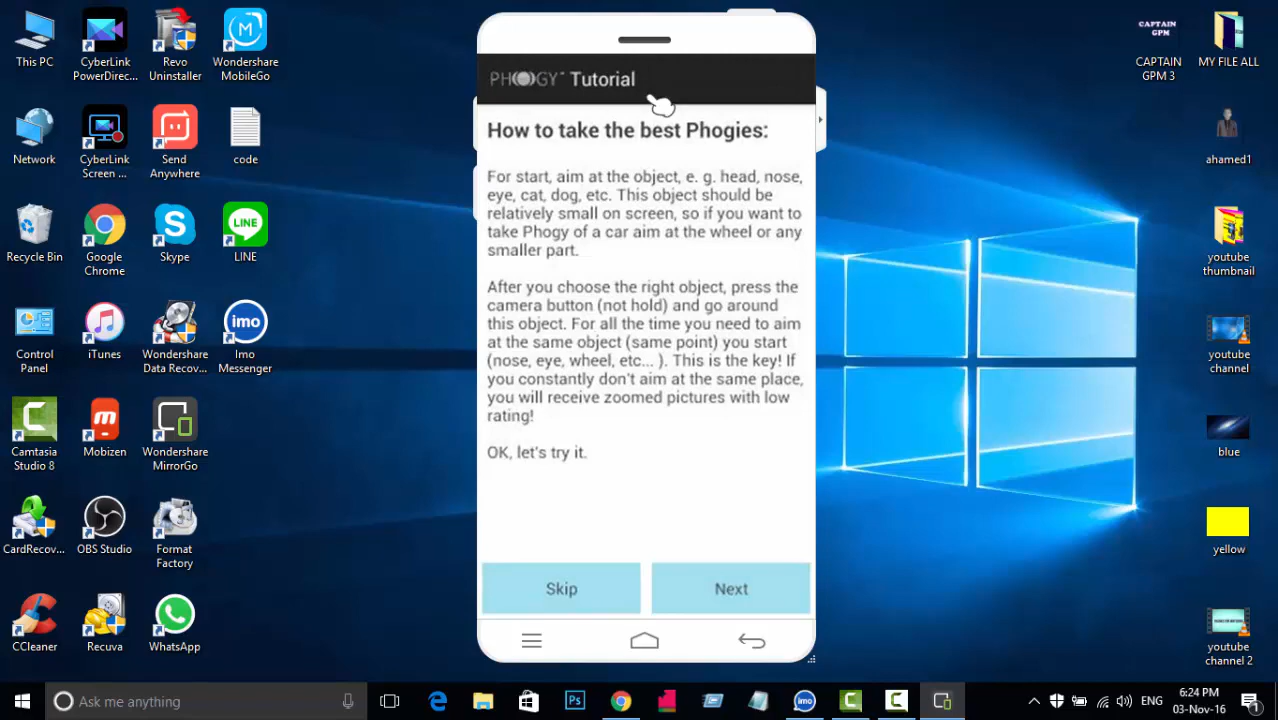 This PC
CyberLink
PowerDirec...
Revo
Uninstaller
Wondershare
MobileGo
Network
CyberLink
Screen ...
Send
Anywhere
code
Recycle Bin
Google
Chrome
Skype
LINE
Control
Panel
iTunes
Wondershare
Data Recov...
imo
Imo
Messenger
Camtasia
Studio 8
Mobizen
Wondershare
MirrorGo
CardRecov...
OBS Studio
Format
Factory
CCleaner
Recuva
WhatsApp
PHOGY Tutorial
How to take the best Phogies:
For start, aim at the object, e. g. head, nose,
eye, cat, dog, etc. This object should be
relatively small on screen, so if you want to
take Phogy of a car aim at the wheel or any
smaller part.
After you choose the right object, press the
camera button (not hold) and go around
this object. For all the time you need to aim
at the same object (same point) you start
(nose, eye, wheel, etc... ). This is the key! If
you constantly don't aim at the same place,
you will receive zoomed pictures with low
rating!
OK, let's try it.
Skip
Next
CAPTAIN
GPM
CAPTAIN
GPM 3
MY FILE ALL
ahamed1
youtube
thumbnail
youtube
channel
blue
yellow
youtube
channel 2
Ask me anything
Ps
imo
ENG
6:24 PM
03-Nov-16
1